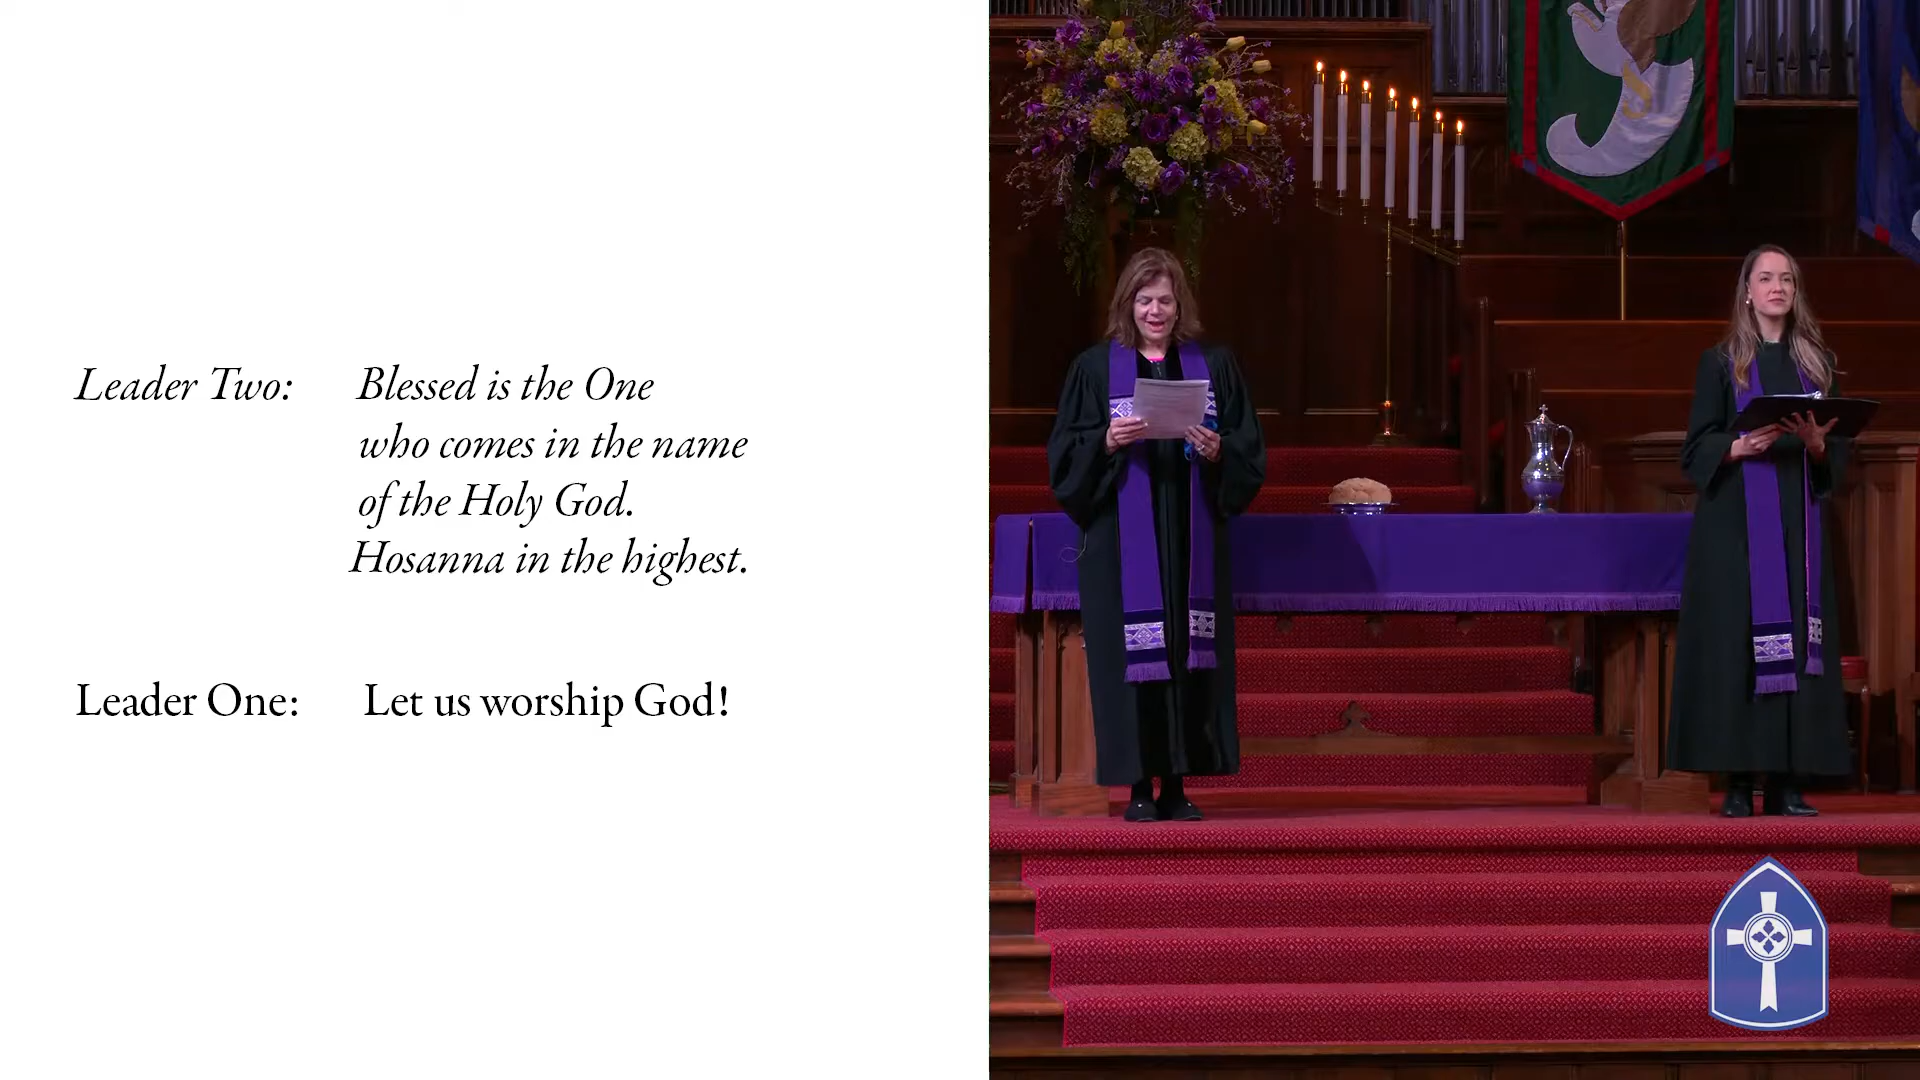 Leader Two: Blessed is the One
who comes in the name
of the Holy God.
Hosanna in the highest.
Leader One: Let us worship God!